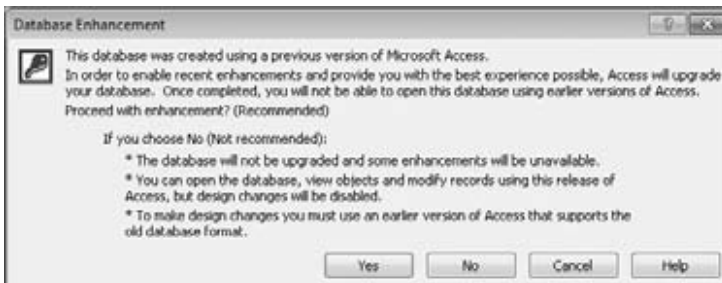 Database Enhancement
This database was created using a previous version of Microsoft Access.
In order to enable recent enhancements and provide you with the best experience possible, Access will upgrade
your database. Once completed, you will not be able to open this database using earlier versions of Access.
Proceed with enhancement? (Recommended)
If you choose No (Not recommended):
* The database will not be upgraded and some enhancements will be unavailable.
* You can open the database, view objects and modify records using this release of
Access, but design changes will be disabled.
* To make design changes you must use an earlier version of Access that supports the
old database format.
Yes No Cancel Help